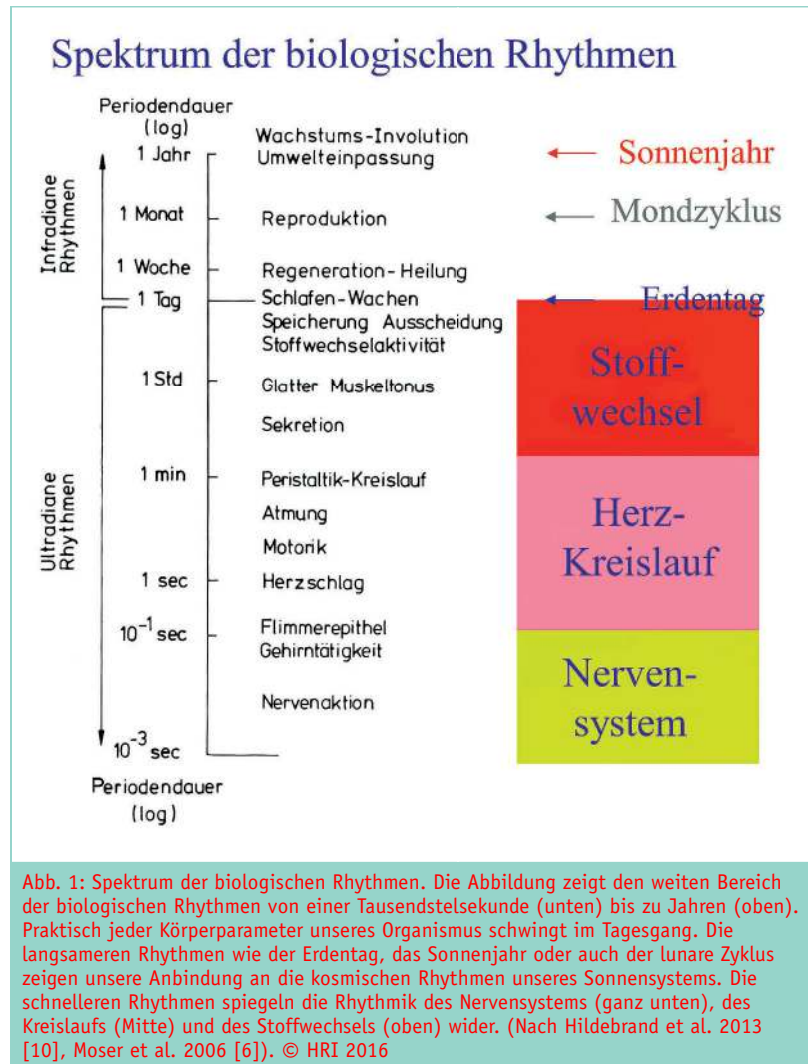 Spektrum der biologischen Rhythmen
Periodendauer
(log)
Infradiane
Rhythmen
Ultradiane
Rhythmen
Wachstums-Involution
1 Jahr Umwelteinpassung ← Sonnenjahr
1 Monat Reproduktion ← Mondzyklus
1 Woche Regeneration-Heilung
1 Tag Schlafen-Wachen ← Erdentag
Speicherung Ausscheidung
Stoffwechselaktivität
1 Std Glatter Muskeltonus
Sekretion
1 min Peristaltik-Kreislauf
Atmung
Motorik
1 sec Herzschlag
10⁻¹ sec Flimmerepithel
Gehirntätigkeit
Nervenaktion
10⁻³ sec
Periodendauer
(log)
Stoff-
wechsel
Herz-
Kreislauf
Nerven-
system
Abb. 1: Spektrum der biologischen Rhythmen. Die Abbildung zeigt den weiten Bereich
der biologischen Rhythmen von einer Tausendstelsekunde (unten) bis zu Jahren (oben).
Praktisch jeder Körperparameter unseres Organismus schwingt im Tagesgang. Die
langsameren Rhythmen wie der Erdentag, das Sonnenjahr oder auch der lunare Zyklus
zeigen unsere Anbindung an die kosmischen Rhythmen unseres Sonnensystems. Die
schnelleren Rhythmen spiegeln die Rhythmik des Nervensystems (ganz unten), des
Kreislaufs (Mitte) und des Stoffwechsels (oben) wider. (Nach Hildebrand et al. 2013
[10], Moser et al. 2006 [6]). © HRI 2016